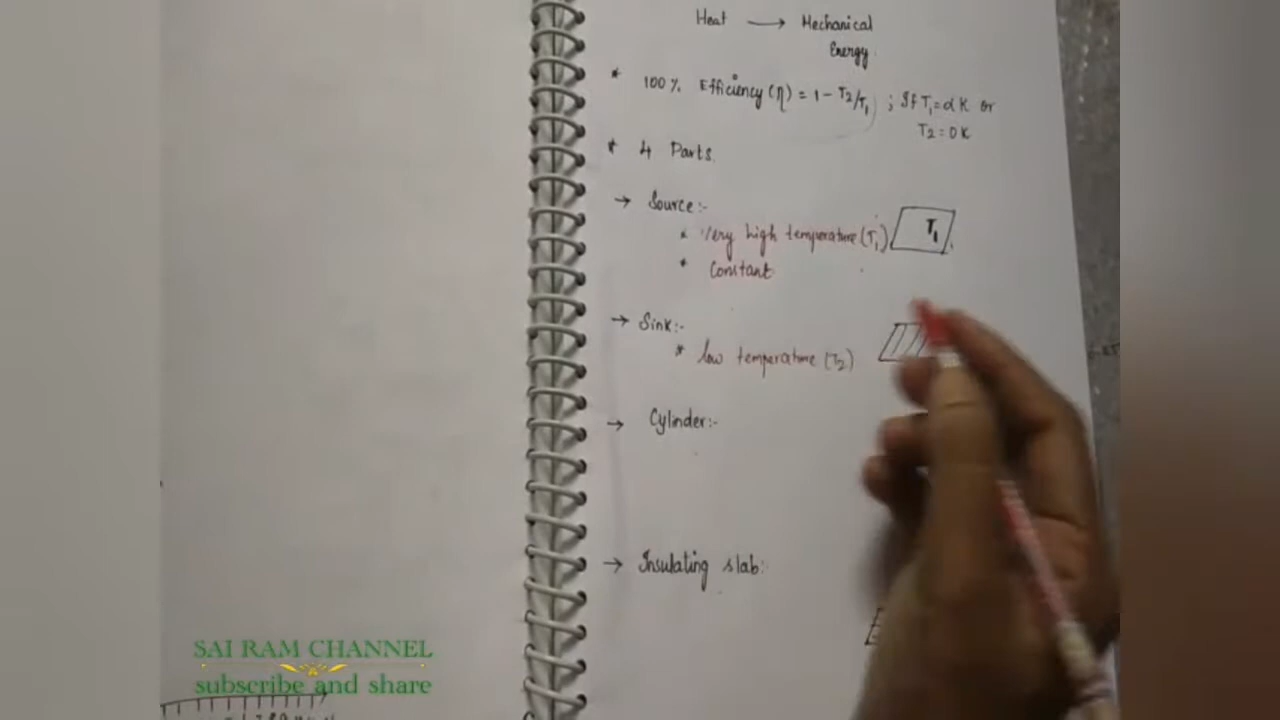 Heat → Mechanical
Energy
* 100% Efficiency (η) = 1 - T2/T1 ; If T1 = α K or
T2 = 0 K
* 4 Parts.
→ Source:-
* Very high temperature (T1)
T1
* Constant
→ Sink:-
* low temperature (T2)
→ Cylinder:-
→ Insulating slab:
SAI RAM CHANNEL
subscribe and share